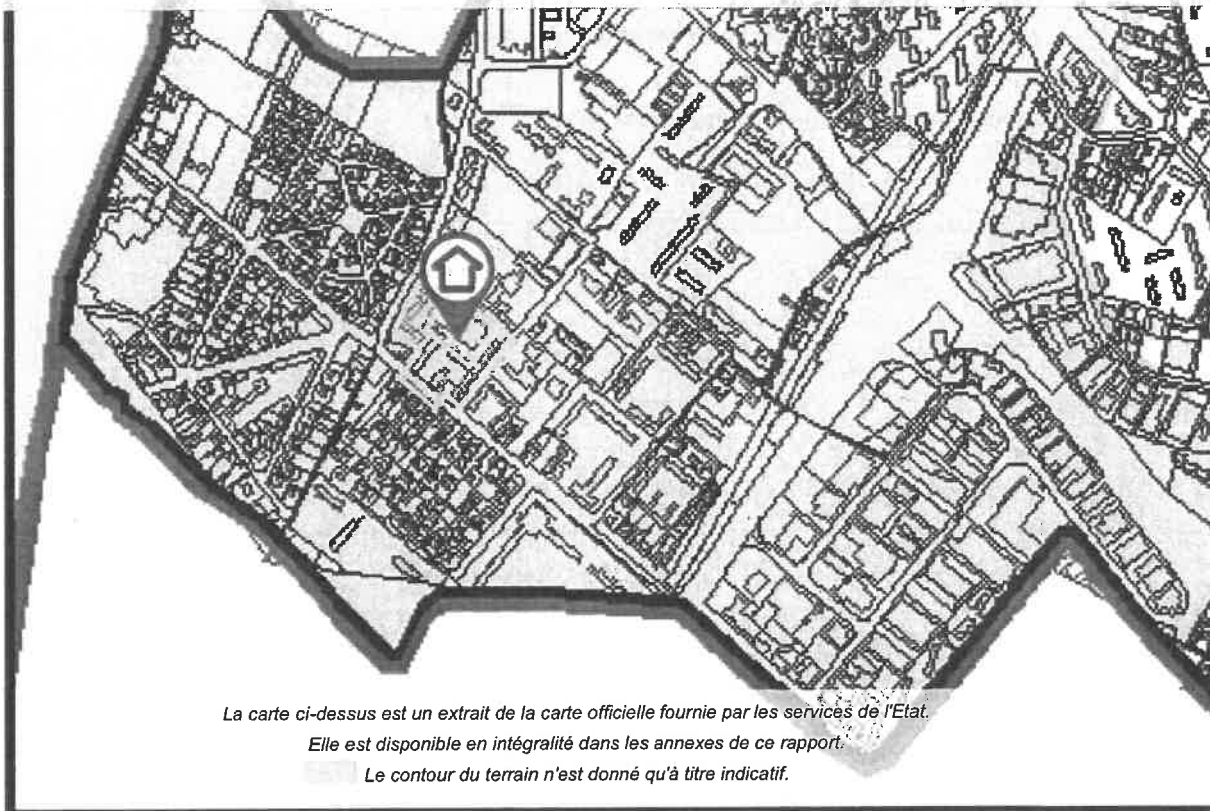 La carte ci-dessus est un extrait de la carte officielle fournie par les services de l'Etat.
Elle est disponible en intégralité dans les annexes de ce rapport.
Le contour du terrain n'est donné qu'à titre indicatif.